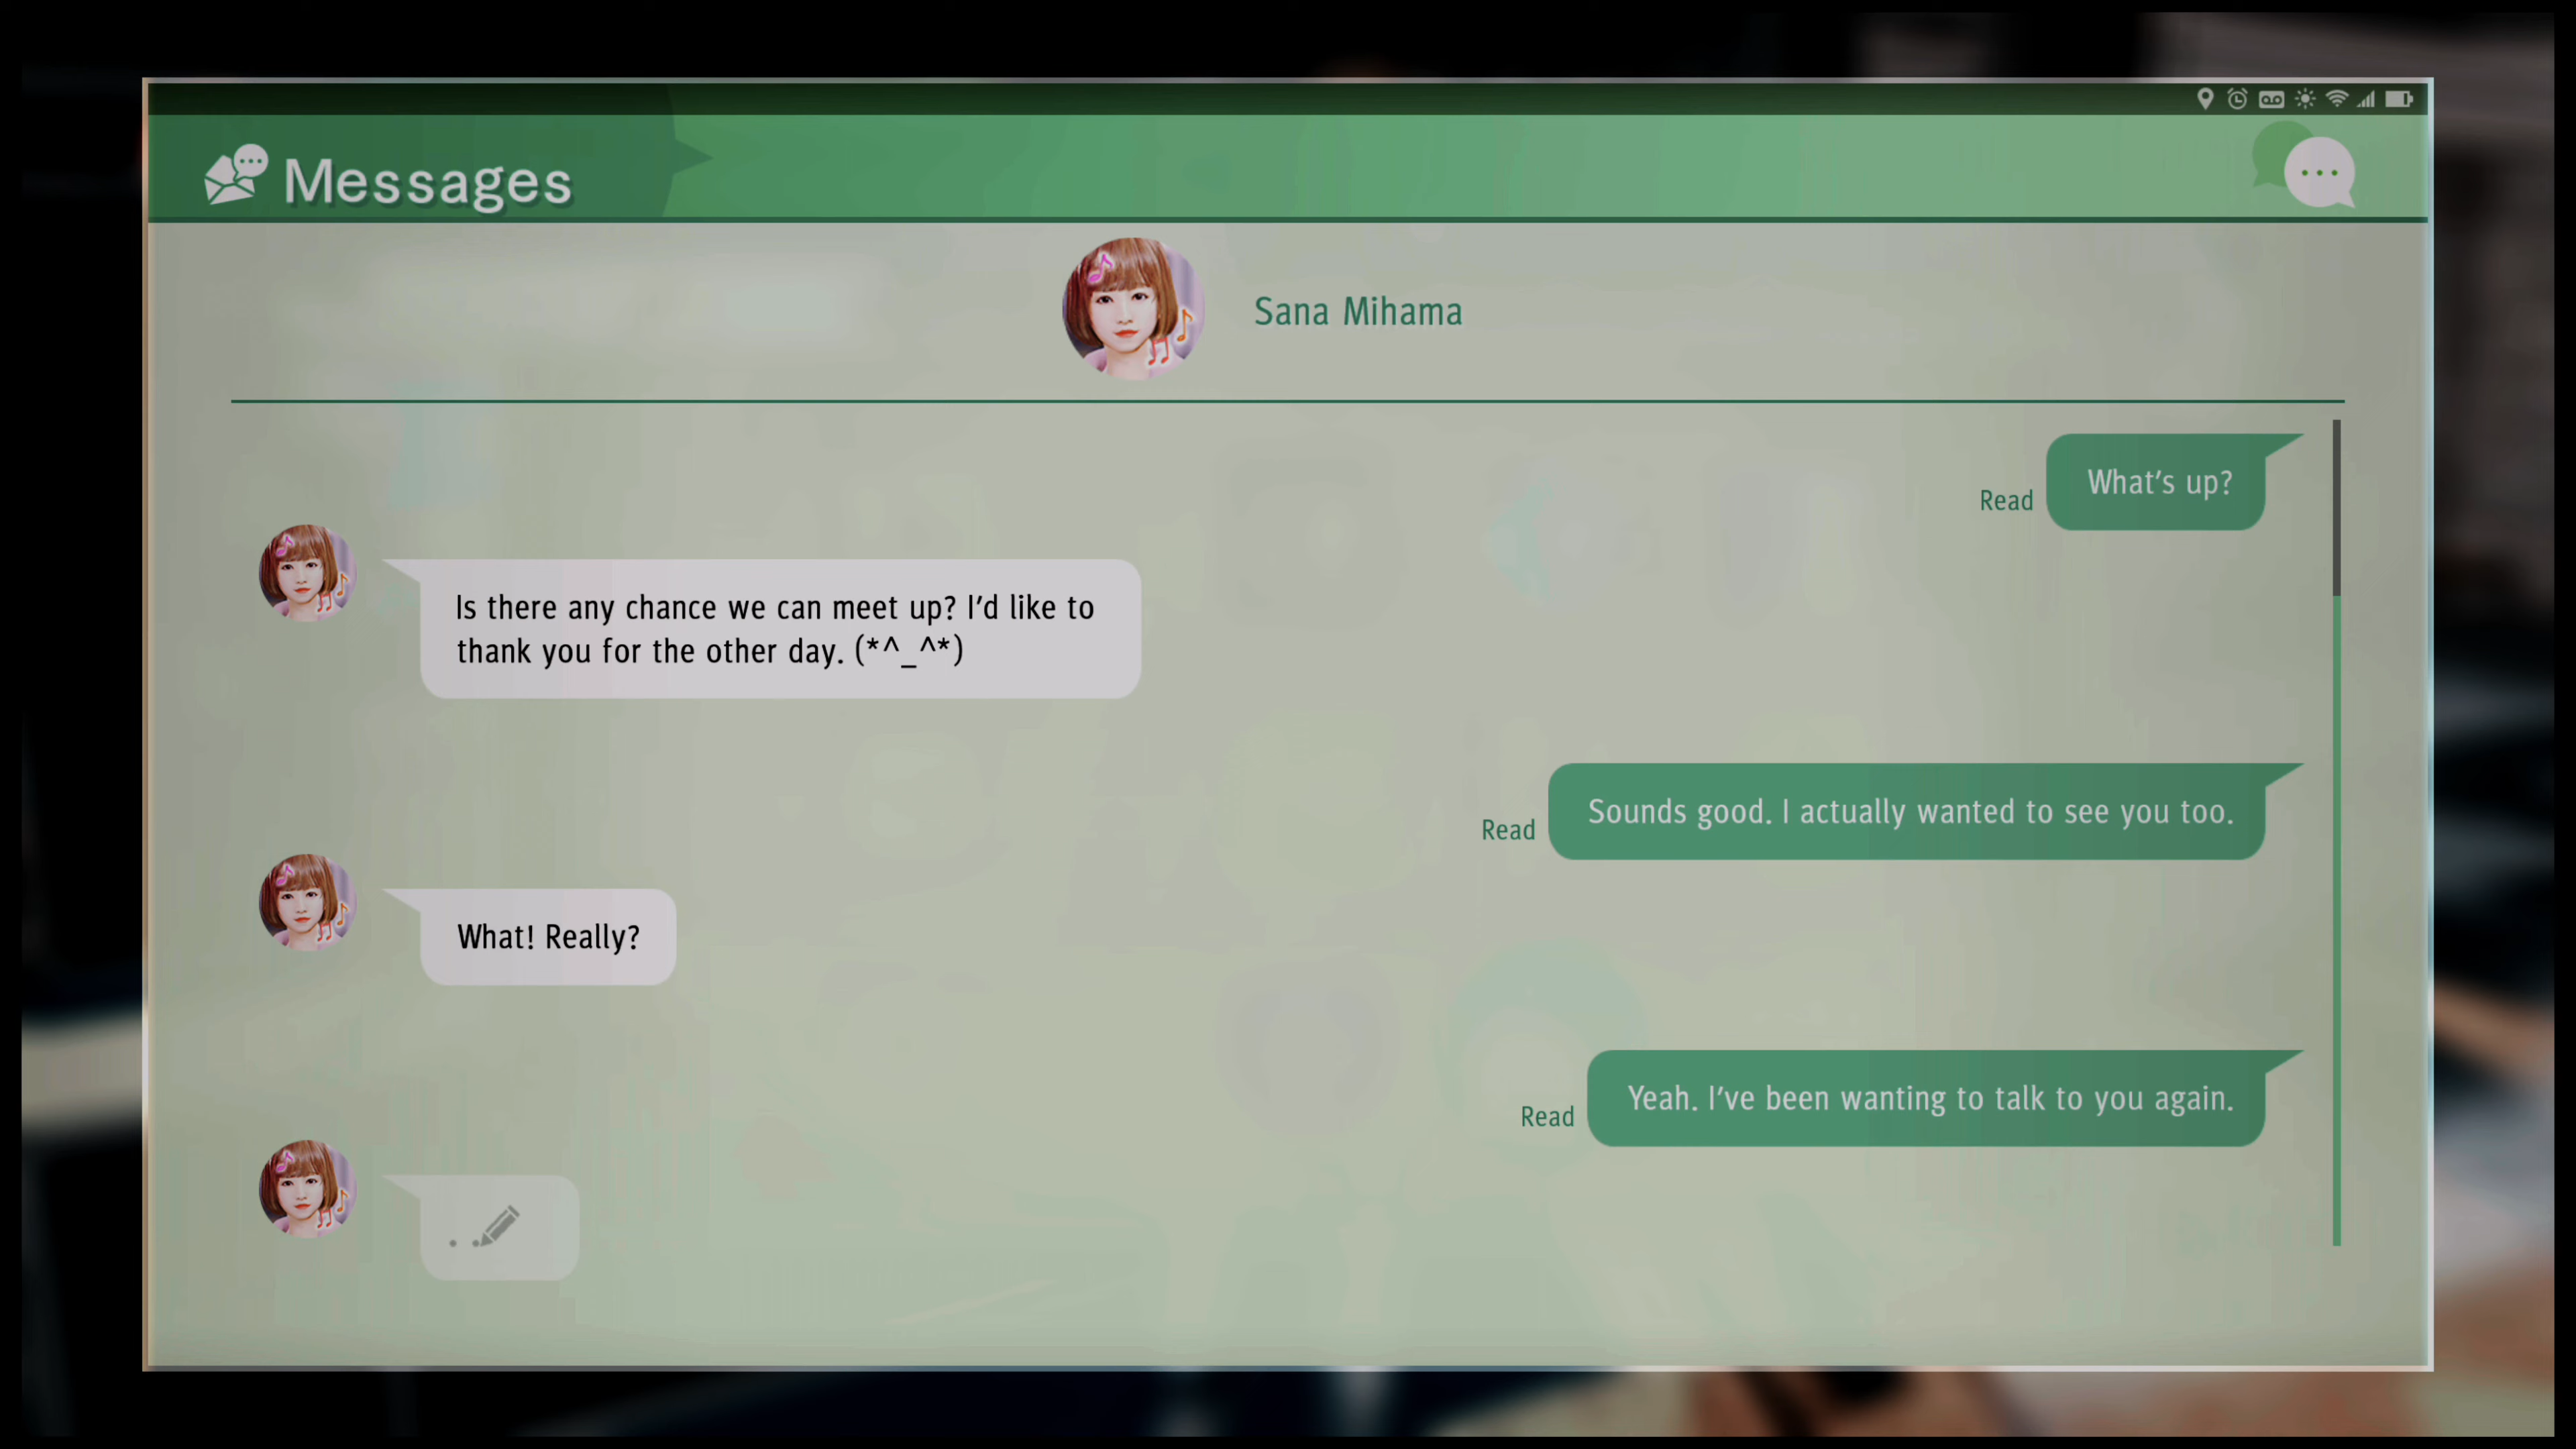 Messages
Sana Mihama
What's up?
Read
Is there any chance we can meet up? I'd like to
thank you for the other day. (*^_^*)
Sounds good. I actually wanted to see you too.
Read
What! Really?
Yeah. I've been wanting to talk to you again.
Read